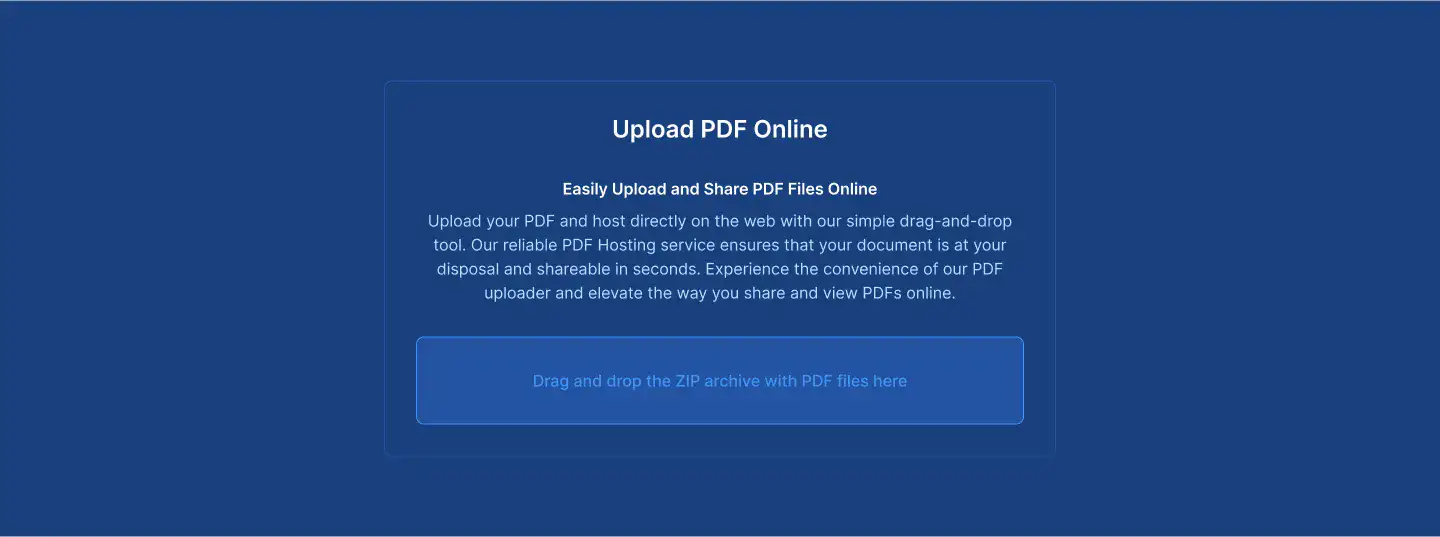 Upload PDF Online
Easily Upload and Share PDF Files Online
Upload your PDF and host directly on the web with our simple drag-and-drop
tool. Our reliable PDF Hosting service ensures that your document is at your
disposal and shareable in seconds. Experience the convenience of our PDF
uploader and elevate the way you share and view PDFs online.
Drag and drop the ZIP archive with PDF files here